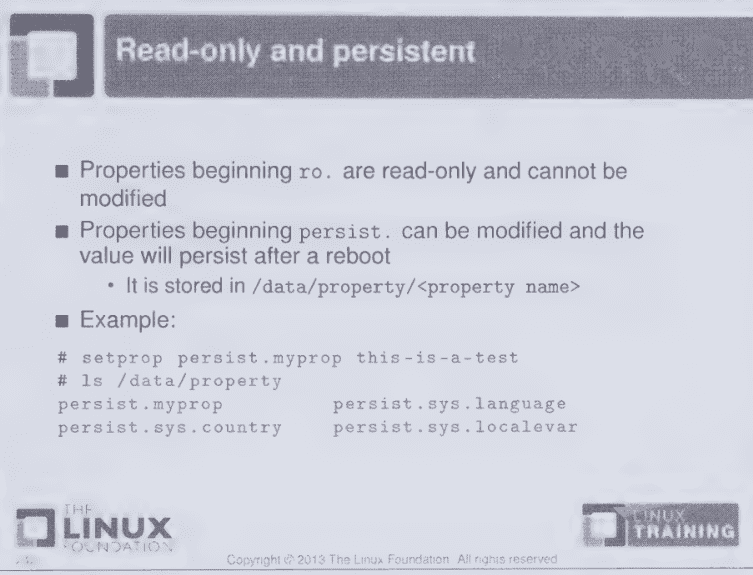 Read-only and persistent
■ Properties beginning ro. are read-only and cannot be
modified
■ Properties beginning persist. can be modified and the
value will persist after a reboot
• It is stored in /data/property/<property name>
■ Example:
# setprop persist.myprop this-is-a-test
# ls /data/property
persist.myprop persist.sys.language
persist.sys.country persist.sys.localevar
THE
LINUX
FOUNDATION
LINUX
TRAINING
Copyright © 2013 The Linux Foundation. All rights reserved